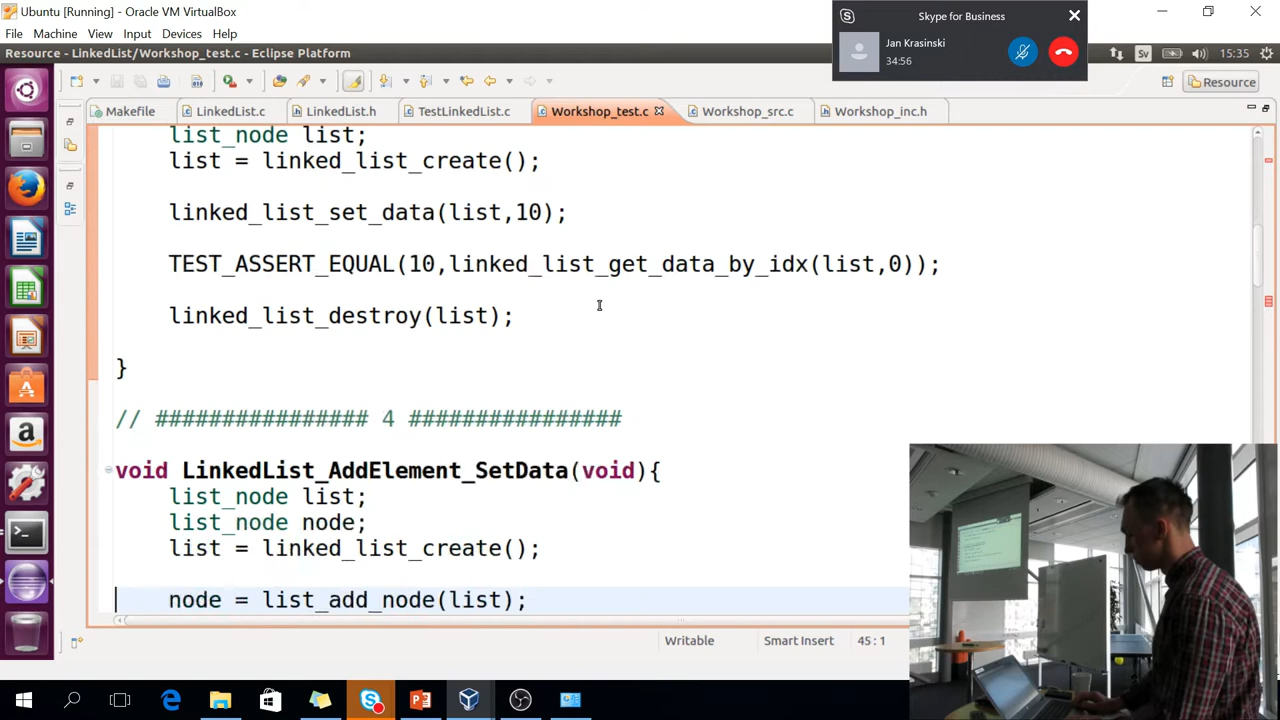 Ubuntu [Running] - Oracle VM VirtualBox
File Machine View Input Devices Help
Skype for Business
Jan Krasinski
34:56
Resource - LinkedList/Workshop_test.c - Eclipse Platform
Sv 15:35
Resource
Makefile LinkedList.c LinkedList.h TestLinkedList.c Workshop_test.c Workshop_src.c Workshop_inc.h
list_node list;
list = linked_list_create();
linked_list_set_data(list,10);
TEST_ASSERT_EQUAL(10,linked_list_get_data_by_idx(list,0));
linked_list_destroy(list);
}
// ################ 4 ################
void LinkedList_AddElement_SetData(void){
list_node list;
list_node node;
list = linked_list_create();
node = list_add_node(list);
Writable Smart Insert 45 : 1